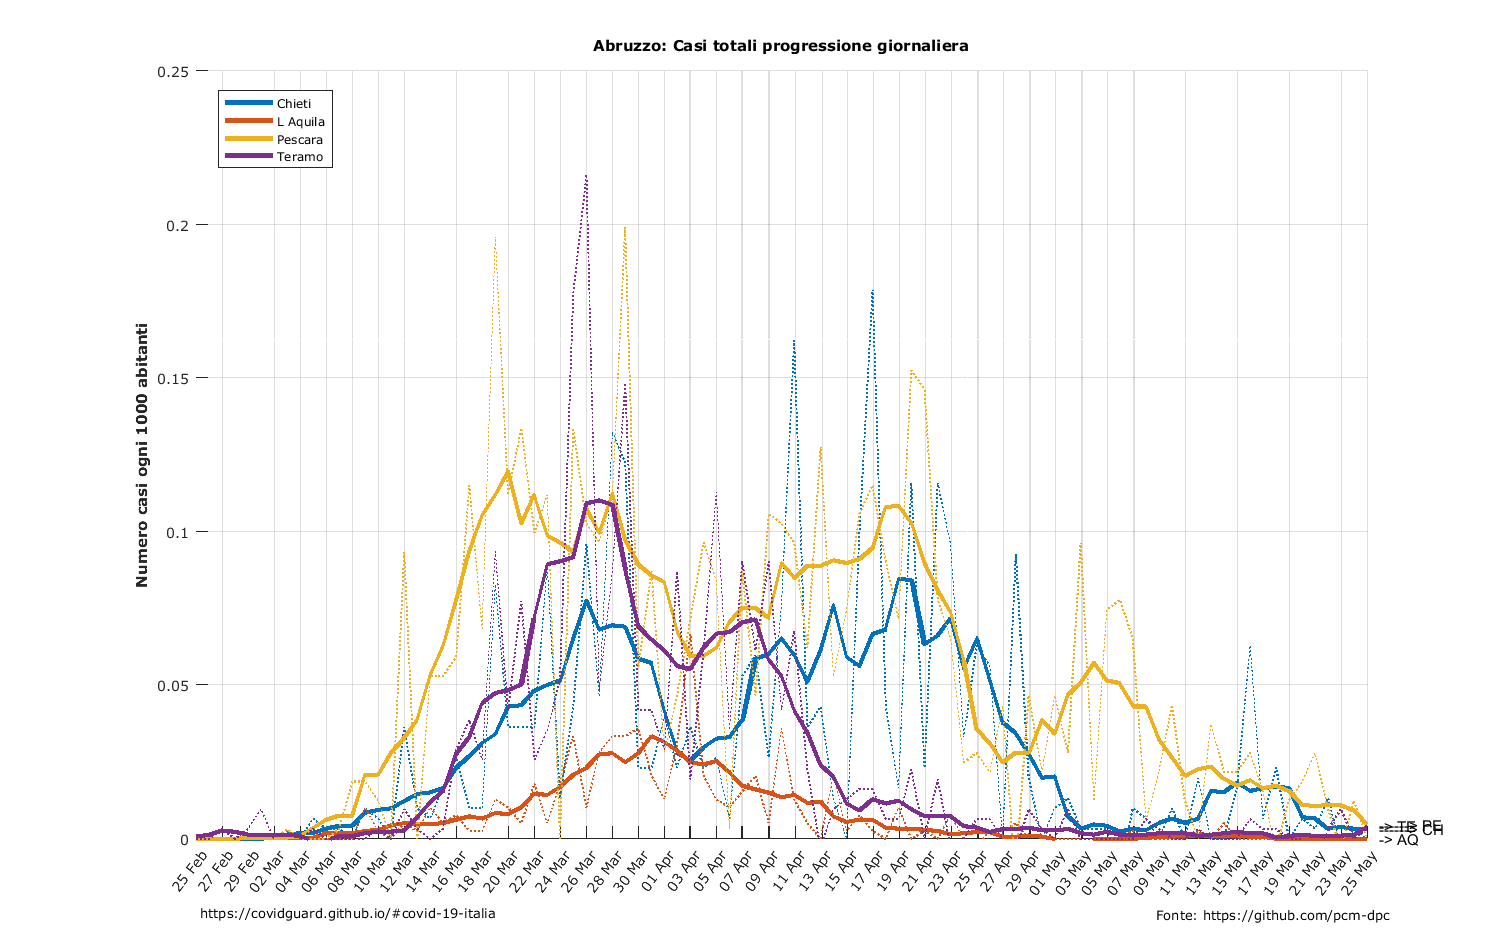 Abruzzo: Casi totali progressione giornaliera
0.25
0.2
0.15
0.1
0.05
0
Numero casi ogni 1000 abitanti
Chieti
L Aquila
Pescara
Teramo
-> PE
-> TE
-> CH
-> AQ
25 Feb
27 Feb
29 Feb
02 Mar
04 Mar
06 Mar
08 Mar
10 Mar
12 Mar
14 Mar
16 Mar
18 Mar
20 Mar
22 Mar
24 Mar
26 Mar
28 Mar
30 Mar
01 Apr
03 Apr
05 Apr
07 Apr
09 Apr
11 Apr
13 Apr
15 Apr
17 Apr
19 Apr
21 Apr
23 Apr
25 Apr
27 Apr
29 Apr
01 May
03 May
05 May
07 May
09 May
11 May
13 May
15 May
17 May
19 May
21 May
23 May
25 May
https://covidguard.github.io/#covid-19-italia
Fonte: https://github.com/pcm-dpc